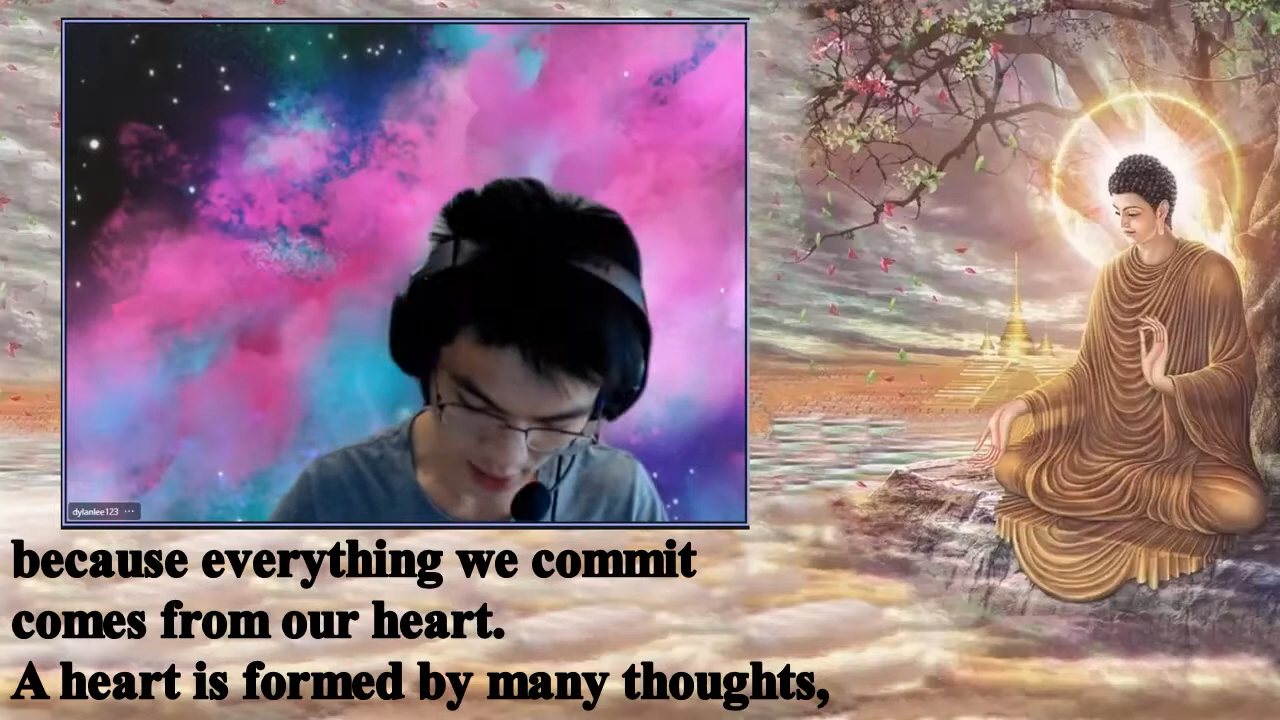 dylanlee123 ...
because everything we commit
comes from our heart.
A heart is formed by many thoughts,